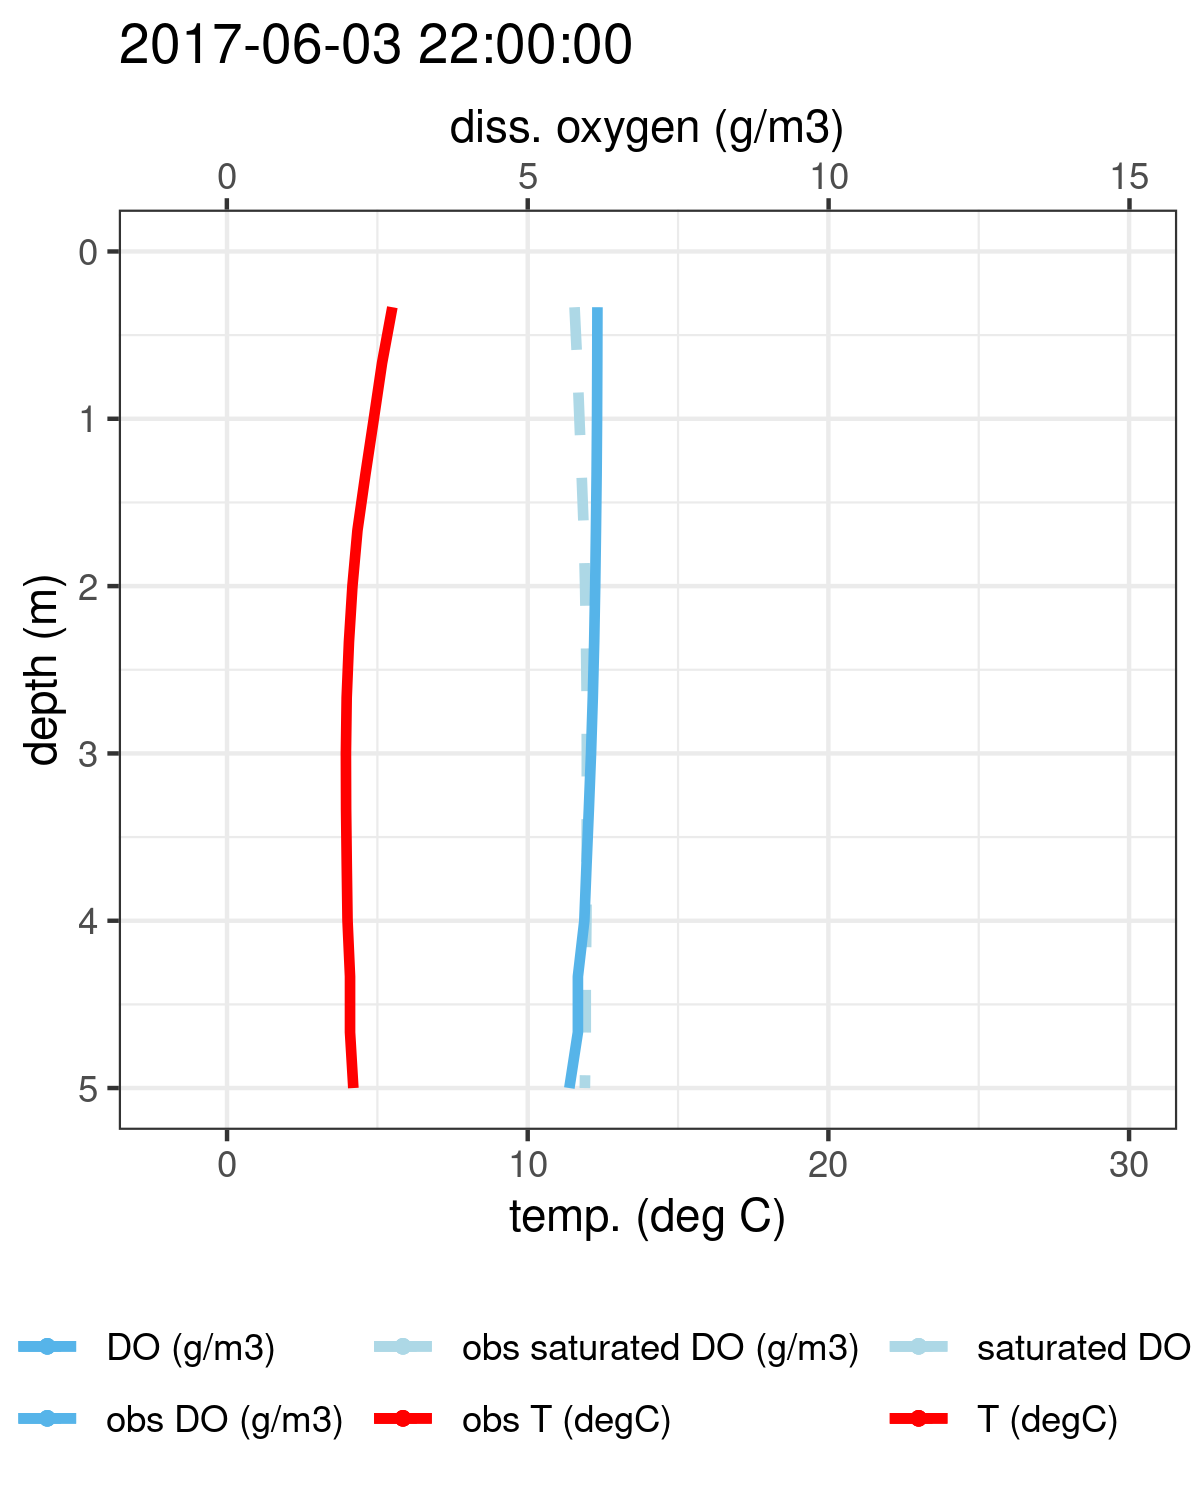 2017-06-03 22:00:00
diss. oxygen (g/m3)
0 5 10 15
0
1
2
3
4
5
depth (m)
0 10 20 30
temp. (deg C)
DO (g/m3) obs saturated DO (g/m3) saturated DO
obs DO (g/m3) obs T (degC) T (degC)